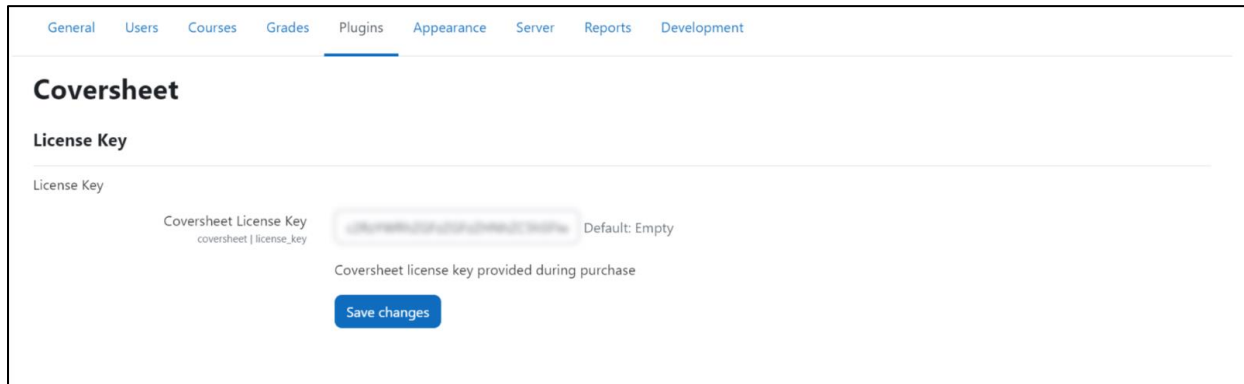 General Users Courses Grades Plugins Appearance Server Reports Development
Coversheet
License Key
License Key
Coversheet License Key
coversheet | license_key
Default: Empty
Coversheet license key provided during purchase
Save changes